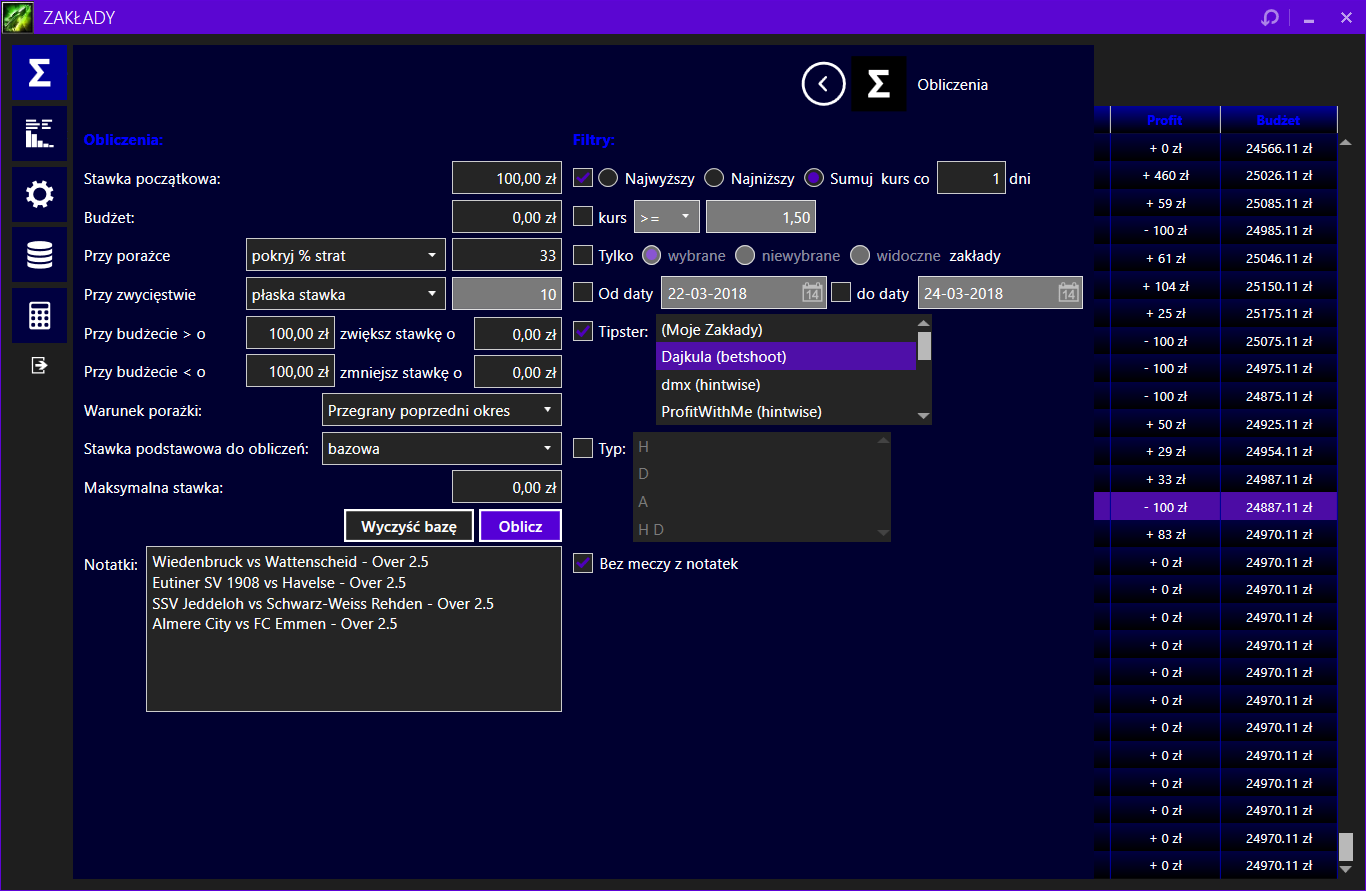 ZAKŁADY
Obliczenia
Obliczenia:
Stawka początkowa: 100,00 zł
Budżet: 0,00 zł
Przy porażce pokryj % strat 33
Przy zwycięstwie płaska stawka 10
Przy budżecie > o 100,00 zł zwiększ stawkę o 0,00 zł
Przy budżecie < o 100,00 zł zmniejsz stawkę o 0,00 zł
Warunek porażki: Przegrany poprzedni okres
Stawka podstawowa do obliczeń: bazowa
Maksymalna stawka: 0,00 zł
Wyczyść bazę Oblicz
Notatki:
Wiedenbruck vs Wattenscheid - Over 2.5
Eutiner SV 1908 vs Havelse - Over 2.5
SSV Jeddeloh vs Schwarz-Weiss Rehden - Over 2.5
Almere City vs FC Emmen - Over 2.5
Filtry:
Najwyższy Najniższy Sumuj kurs co 1 dni
kurs >= 1,50
Tylko wybrane niewybrane widoczne zakłady
Od daty 22-03-2018 14 do daty 24-03-2018 14
Tipster:
(Moje Zakłady)
Dajkula (betshoot)
dmx (hintwise)
ProfitWithMe (hintwise)
Typ:
H
D
A
H D
Bez meczy z notatek
Profit Budżet
+ 0 zł 24566.11 zł
+ 460 zł 25026.11 zł
+ 59 zł 25085.11 zł
- 100 zł 24985.11 zł
+ 61 zł 25046.11 zł
+ 104 zł 25150.11 zł
+ 25 zł 25175.11 zł
- 100 zł 25075.11 zł
- 100 zł 24975.11 zł
- 100 zł 24875.11 zł
+ 50 zł 24925.11 zł
+ 29 zł 24954.11 zł
+ 33 zł 24987.11 zł
- 100 zł 24887.11 zł
+ 83 zł 24970.11 zł
+ 0 zł 24970.11 zł
+ 0 zł 24970.11 zł
+ 0 zł 24970.11 zł
+ 0 zł 24970.11 zł
+ 0 zł 24970.11 zł
+ 0 zł 24970.11 zł
+ 0 zł 24970.11 zł
+ 0 zł 24970.11 zł
+ 0 zł 24970.11 zł
+ 0 zł 24970.11 zł
+ 0 zł 24970.11 zł
+ 0 zł 24970.11 zł